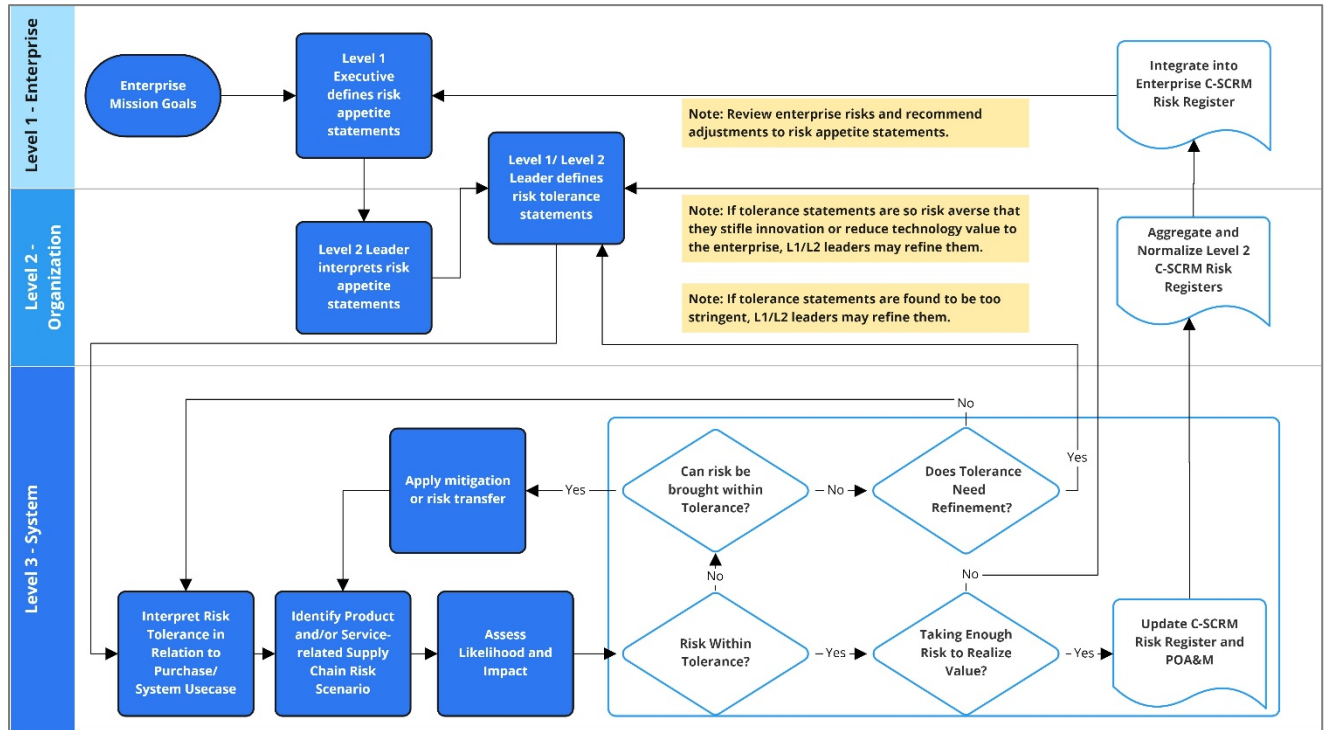 Level 1 - Enterprise
Enterprise
Mission Goals
Level 1
Executive
defines risk
appetite
statements
Integrate into
Enterprise C-SCRM
Risk Register
Note: Review enterprise risks and recommend
adjustments to risk appetite statements.
Level 1/ Level 2
Leader defines
risk tolerance
statements
Level 2 -
Organization
Level 2 Leader
interprets risk
appetite
statements
Note: If tolerance statements are so risk averse that
they stifle innovation or reduce technology value to
the enterprise, L1/L2 leaders may refine them.
Note: If tolerance statements are found to be too
stringent, L1/L2 leaders may refine them.
Aggregate and
Normalize Level 2
C-SCRM Risk
Registers
Level 3 - System
No
Apply mitigation
or risk transfer
Yes
Can risk be
brought within
Tolerance?
No
Does Tolerance
Need
Refinement?
Yes
No
No
Interpret Risk
Tolerance in
Relation to
Purchase/
System Usecase
Identify Product
and/or Service-
related Supply
Chain Risk
Scenario
Assess
Likelihood and
Impact
Risk Within
Tolerance?
Yes
Taking Enough
Risk to Realize
Value?
Yes
Update C-SCRM
Risk Register and
POA&M